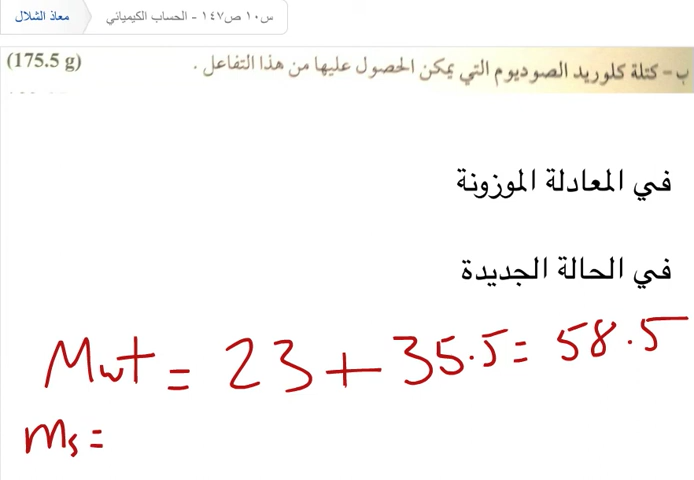 س١٠ ص١٤٧ - الحساب الكيميائي معاذ الشلال
ب- كتلة كلوريد الصوديوم التي يمكن الحصول عليها من هذا التفاعل . (175.5 g)
في المعادلة الموزونة
في الحالة الجديدة
Mwt = 23 + 35.5 = 58.5
ms =